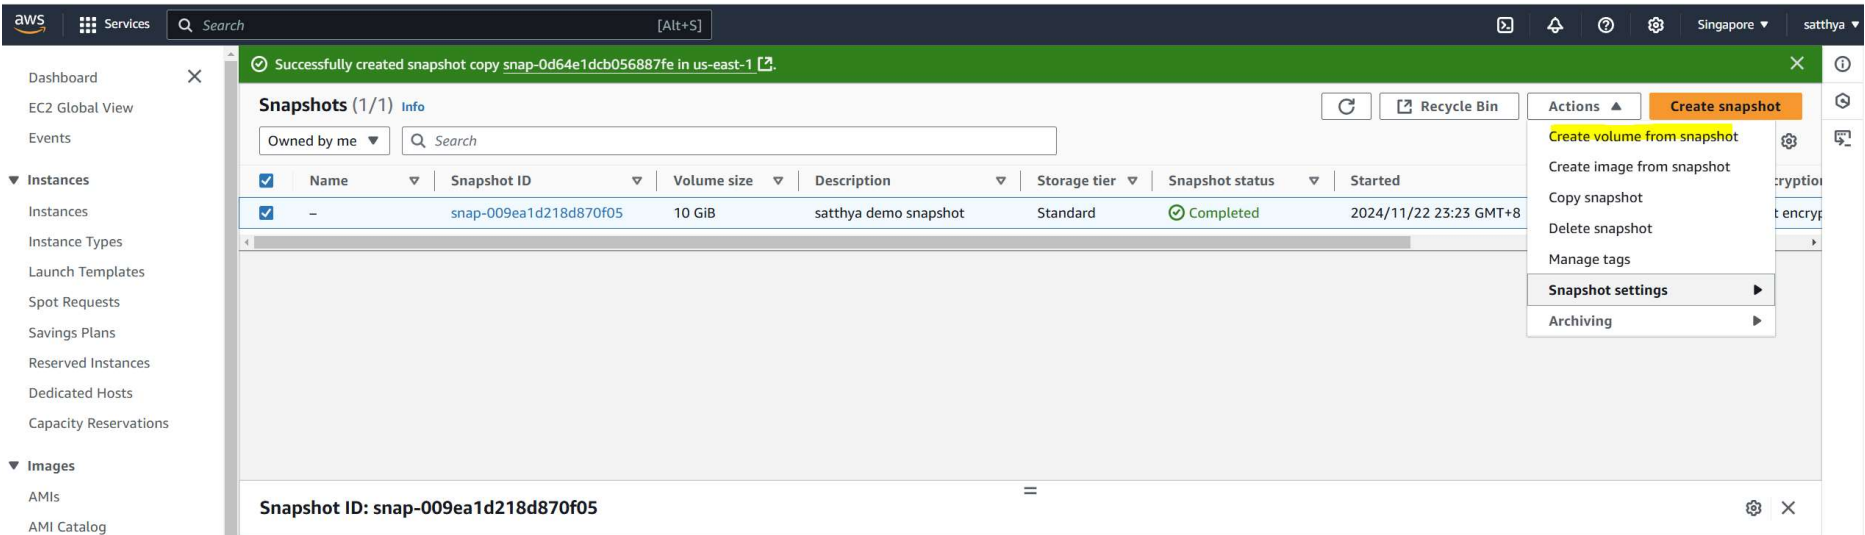 aws Services Search [Alt+S] Singapore ▼ satthya ▼
Dashboard
EC2 Global View
Events
▼ Instances
Instances
Instance Types
Launch Templates
Spot Requests
Savings Plans
Reserved Instances
Dedicated Hosts
Capacity Reservations
▼ Images
AMIs
AMI Catalog
Successfully created snapshot copy snap-0d64e1dcb056887fe in us-east-1.
Snapshots (1/1) Info
Recycle Bin Actions ▲ Create snapshot
Owned by me ▼ Search
Name Snapshot ID Volume size Description Storage tier Snapshot status Started cryptio
– snap-009ea1d218d870f05 10 GiB satthya demo snapshot Standard Completed 2024/11/22 23:23 GMT+8 t encryp
Create volume from snapshot
Create image from snapshot
Copy snapshot
Delete snapshot
Manage tags
Snapshot settings
Archiving
Snapshot ID: snap-009ea1d218d870f05